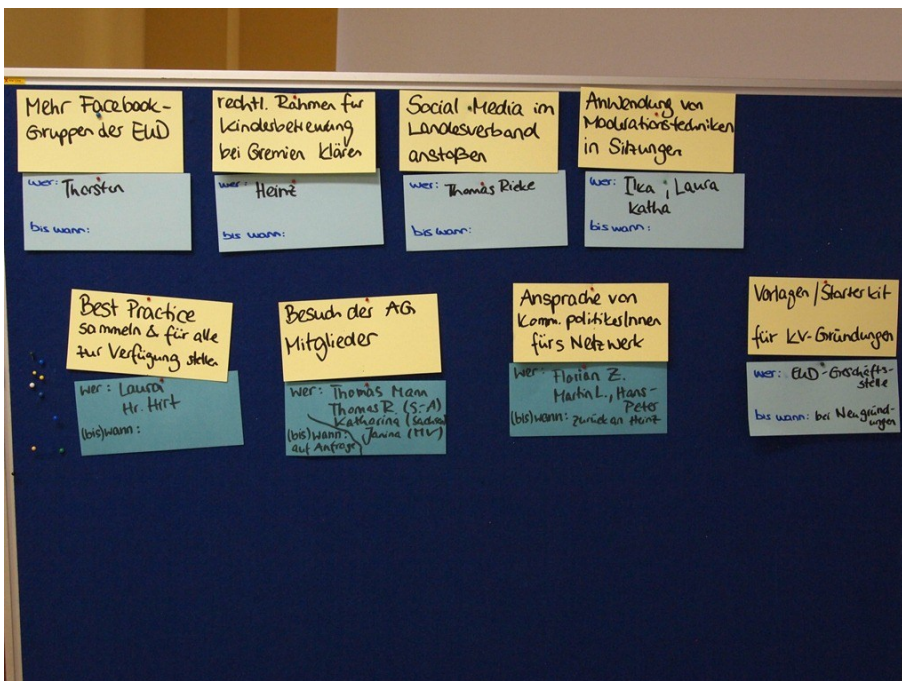 Mehr Facebook-
Gruppen der EUD
wer: Thorsten
bis wann:
rechtl. Rahmen für
Kinderbetreuung
bei Gremien klären
wer: Heinz
bis wann:
Social Media im
Landesverband
anstoßen
wer: Thomas Rieke
bis wann:
Anwendung von
Moderationstechniken
in Sitzungen
wer: Ilka, Laura
Katha
bis wann:
Best Practice
sammeln & für alle
zur Verfügung stellen
wer: Laura
Hr. Hirt
(bis)wann:
Besuch der AG
Mitglieder
wer: Thomas Mann
Thomas R. (S.-A)
Katharina (Sachsen)
(bis)wann: Janina (MV)
auf Anfrage
Ansprache von
Komm.politikerInnen
fürs Netzwerk
wer: Florian Z.
Martin L., Hans-
Peter
(bis)wann: zurück an Heinz
Vorlagen/Starterkit
für KV-Gründungen
wer: EUD-Geschäfts-
stelle
bis wann: bei Neugründ-
ungen